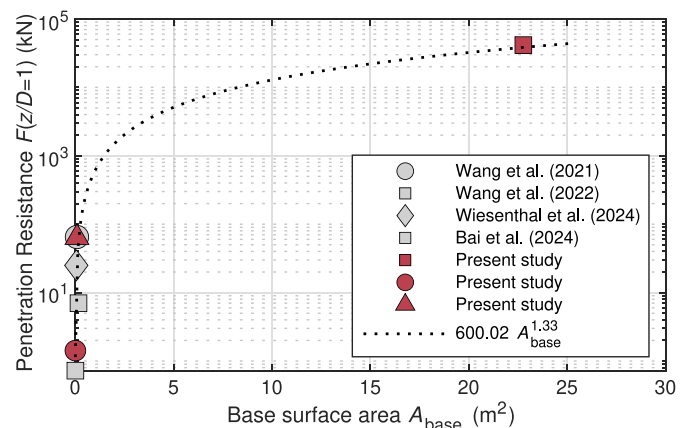 Penetration Resistance F(z/D=1) (kN)
10^5
10^3
10^1
0 5 10 15 20 25 30
Base surface area A_base (m^2)
Wang et al. (2021)
Wang et al. (2022)
Wiesenthal et al. (2024)
Bai et al. (2024)
Present study
Present study
Present study
600.02 A_base^1.33